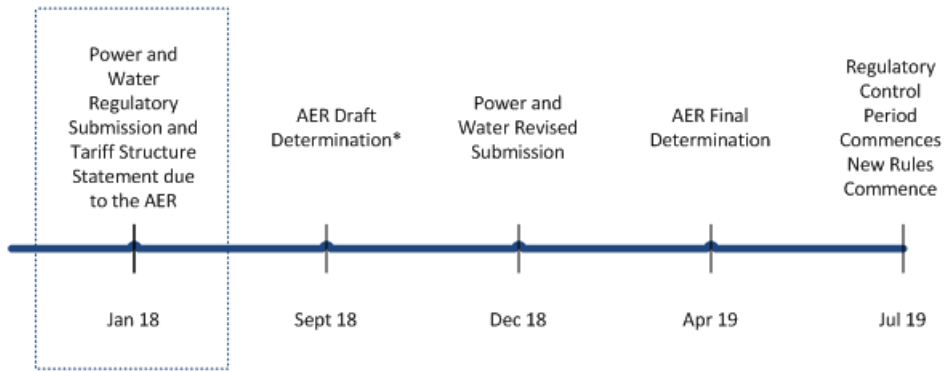 Power and
Water
Regulatory
Submission and
Tariff Structure
Statement due
to the AER
AER Draft
Determination*
Power and
Water Revised
Submission
AER Final
Determination
Regulatory
Control
Period
Commences
New Rules
Commence
Jan 18
Sept 18
Dec 18
Apr 19
Jul 19